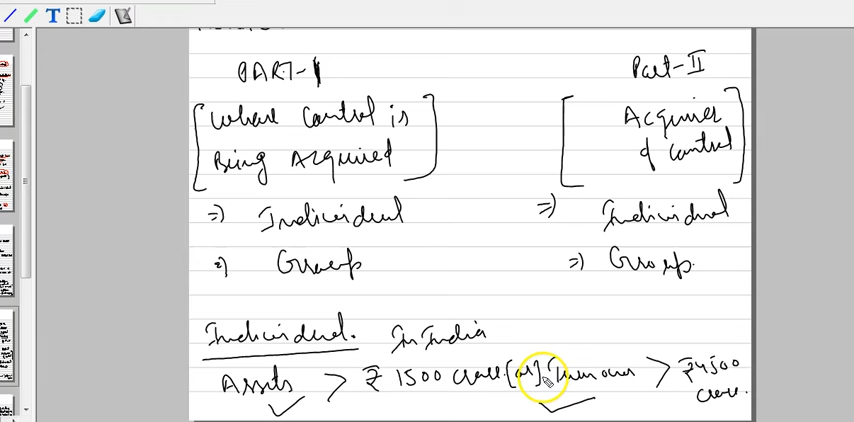 PART-1
Part-II
[Where Control is Being Acquired]
[Acquirer of Control]
⇒ Individual
⇒ Individual
⇒ Group
⇒ Group.
Individual. In India
Assets > ₹ 1500 crore [or] Turnover > ₹4500 crore.